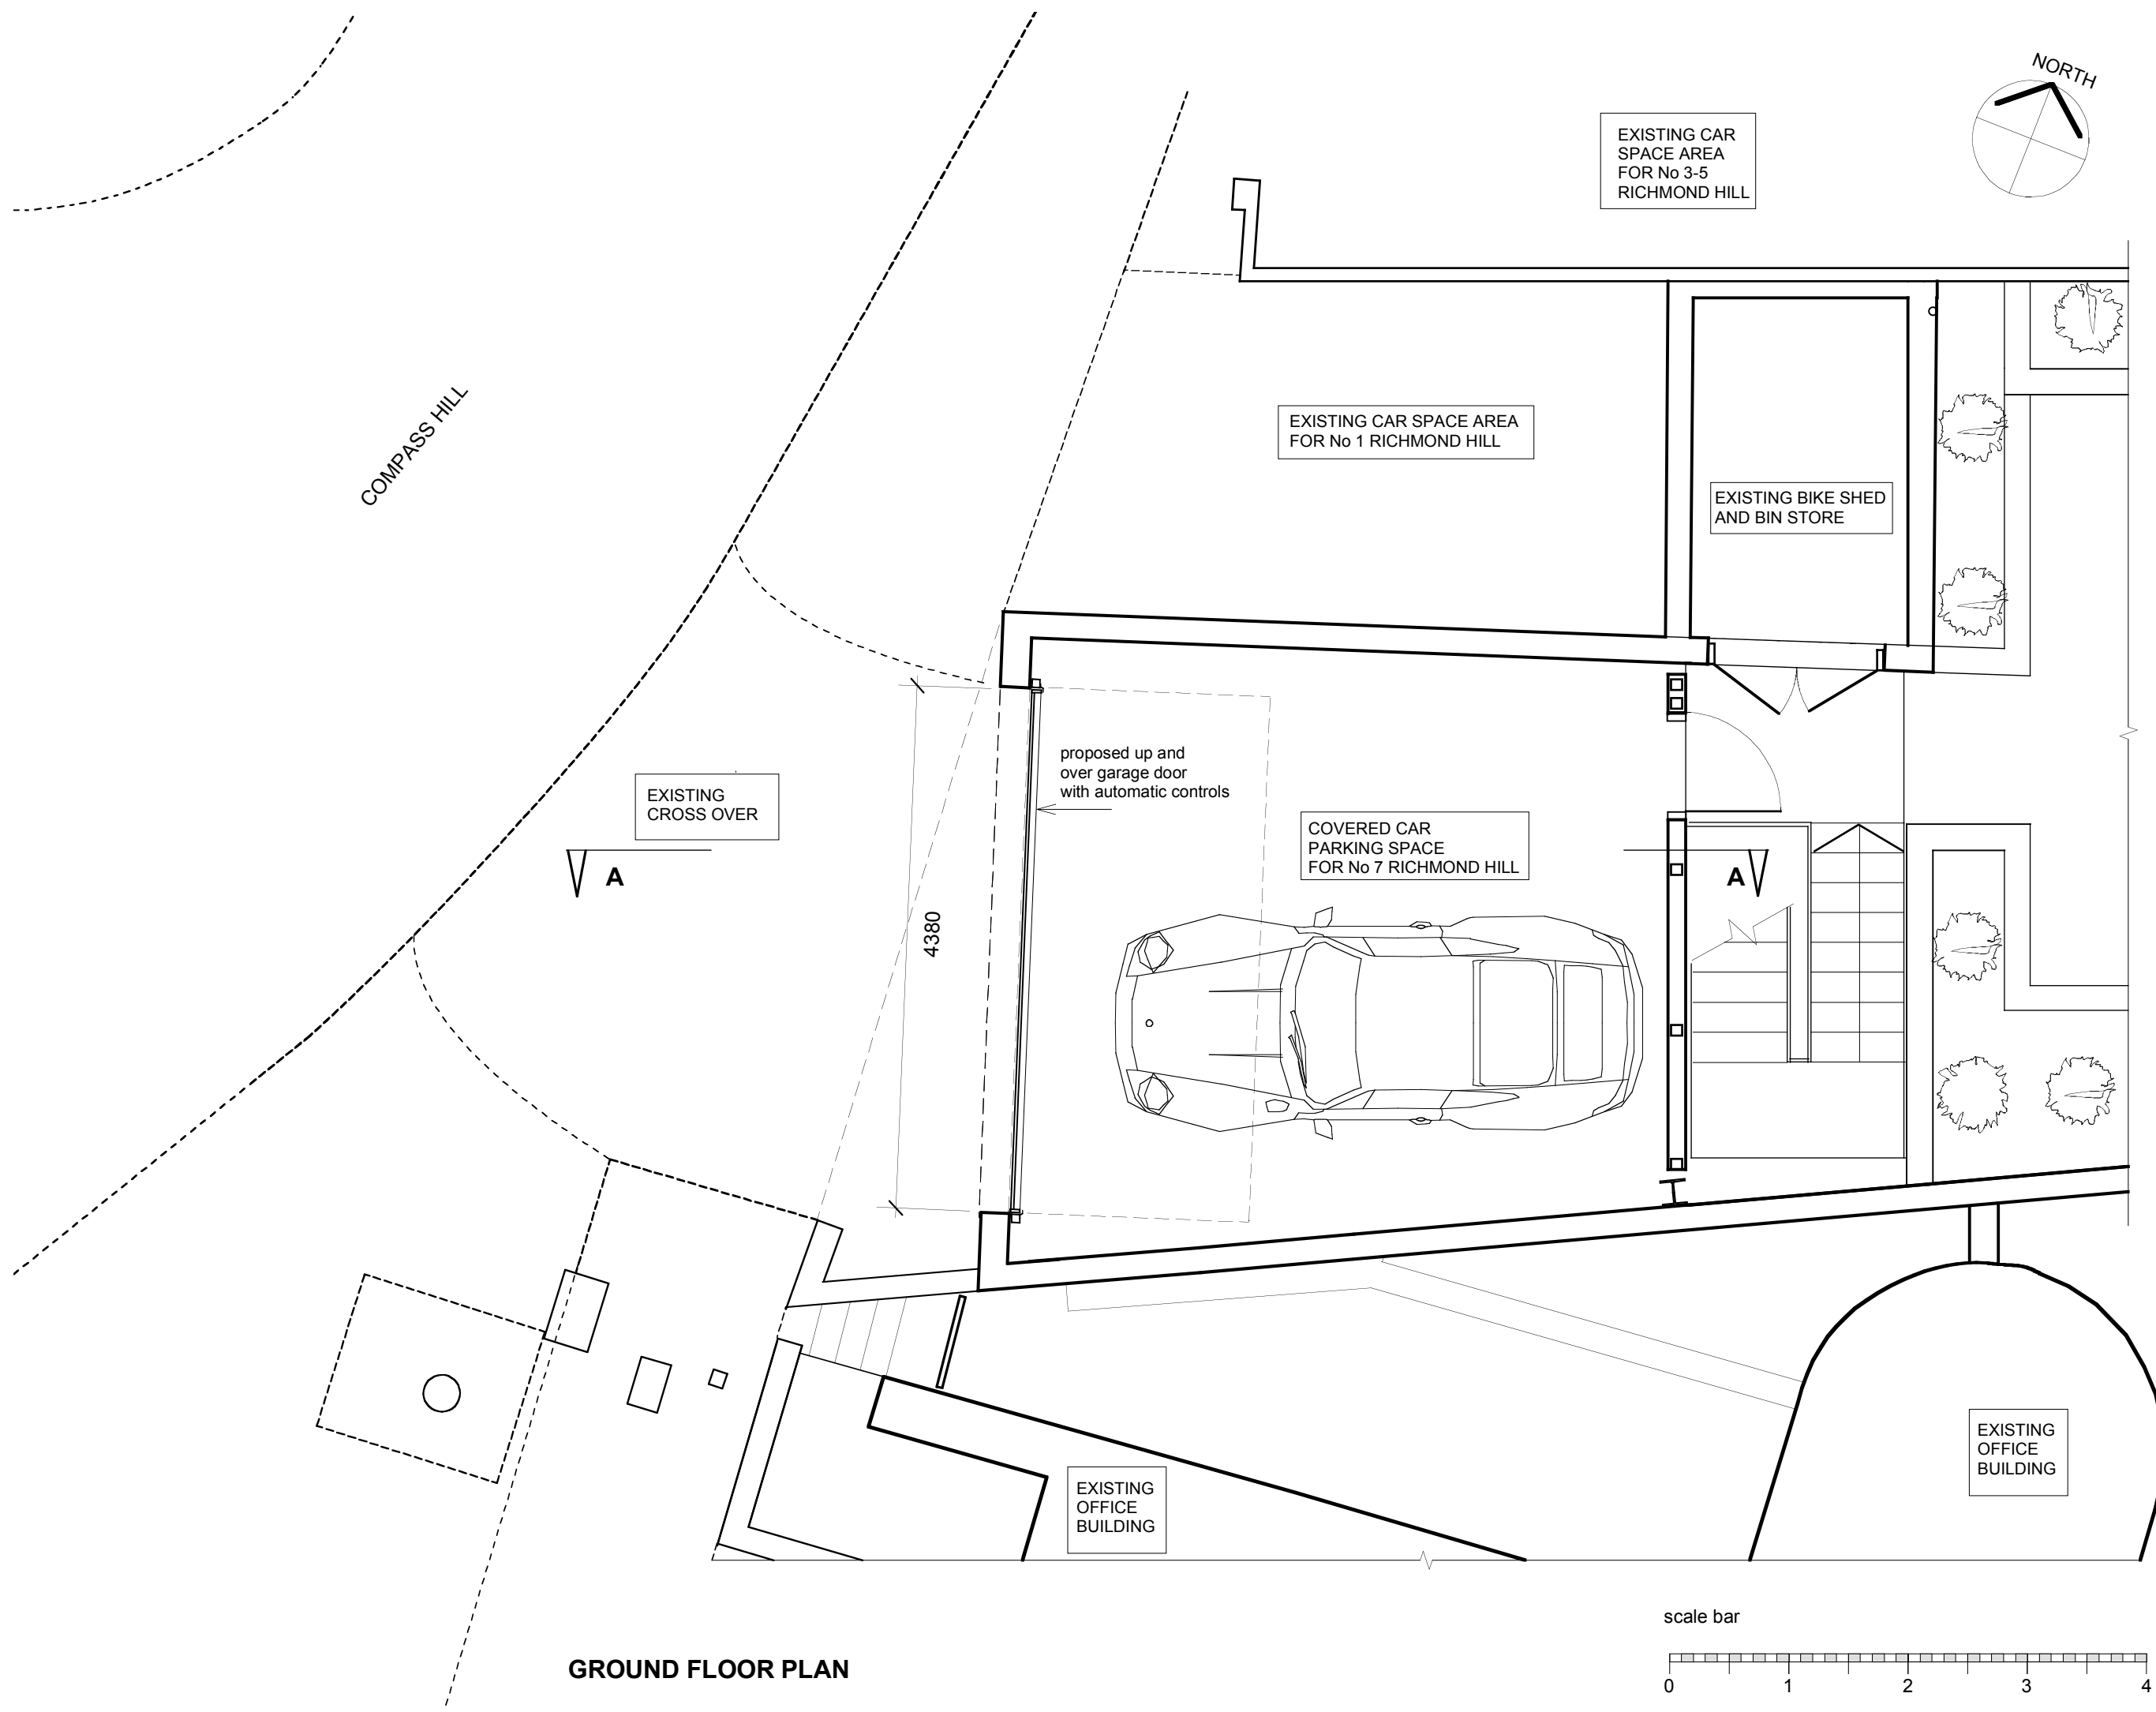 NORTH
EXISTING CAR
SPACE AREA
FOR No 3-5
RICHMOND HILL
COMPASS HILL
EXISTING CAR SPACE AREA
FOR No 1 RICHMOND HILL
EXISTING BIKE SHED
AND BIN STORE
proposed up and
over garage door
with automatic controls
EXISTING
CROSS OVER
COVERED CAR
PARKING SPACE
FOR No 7 RICHMOND HILL
A
A
4380
EXISTING
OFFICE
BUILDING
EXISTING
OFFICE
BUILDING
scale bar
0 1 2 3 4
GROUND FLOOR PLAN